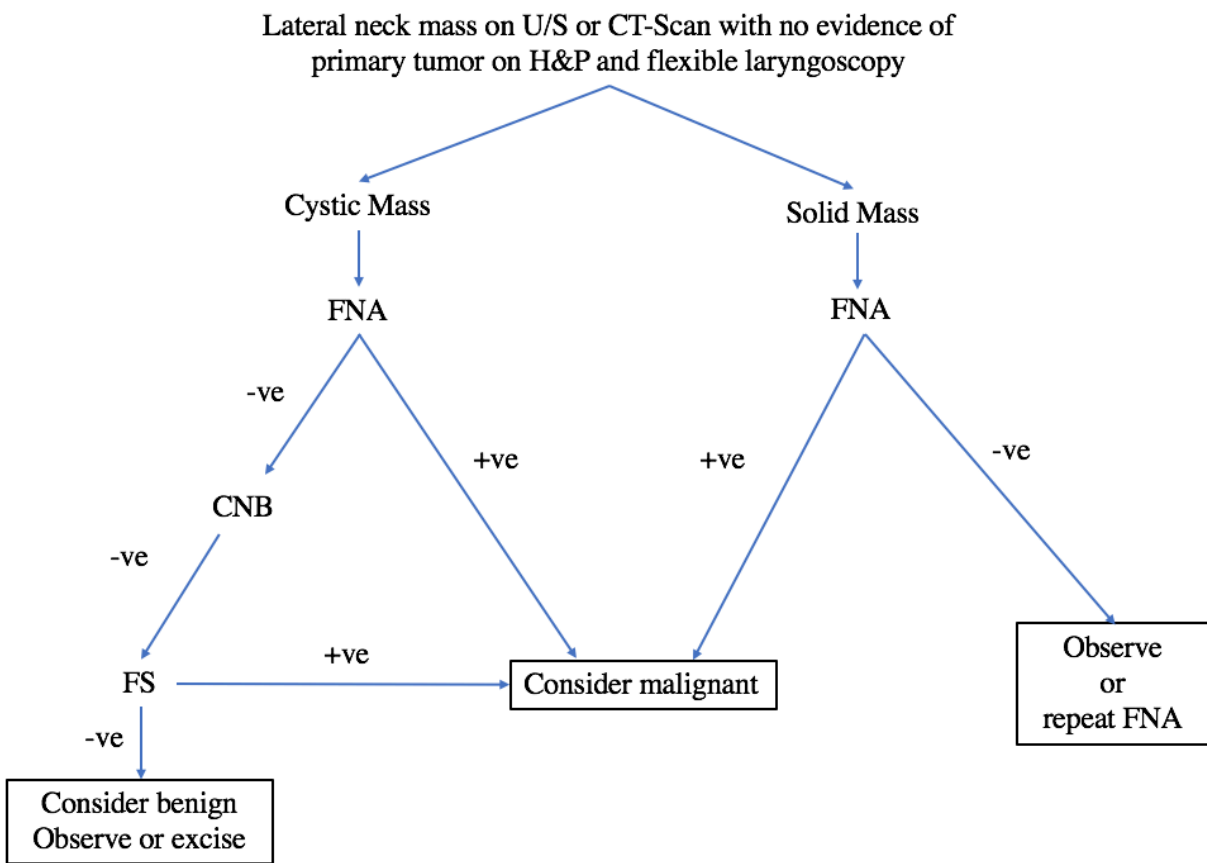 Lateral neck mass on U/S or CT-Scan with no evidence of
primary tumor on H&P and flexible laryngoscopy
Cystic Mass
Solid Mass
FNA
FNA
-ve
+ve
+ve
-ve
CNB
-ve
FS
+ve
Consider malignant
Observe
or
repeat FNA
-ve
Consider benign
Observe or excise